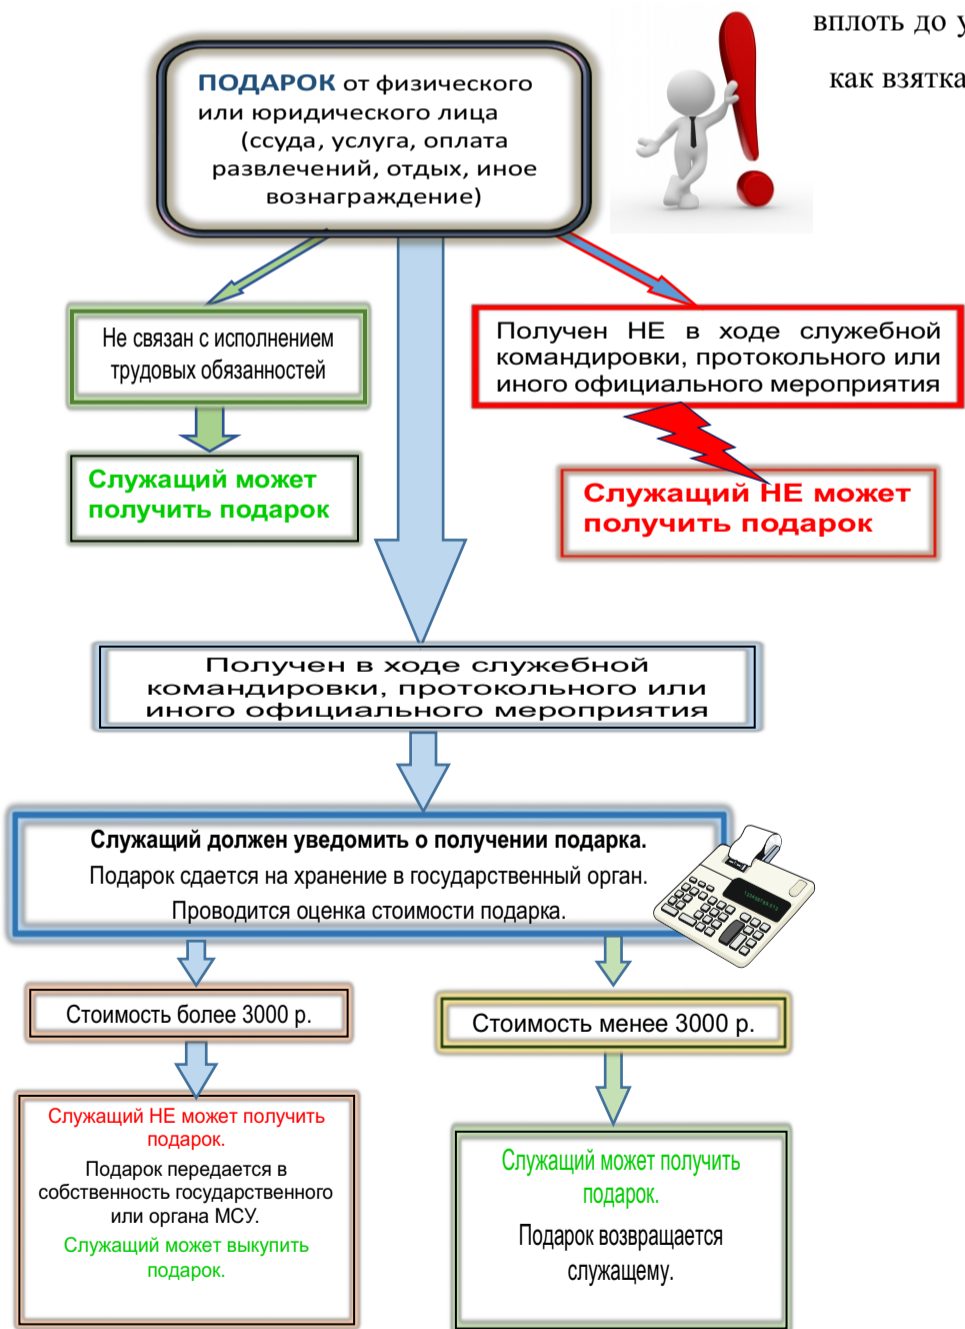 вплоть до у
как взятка
ПОДАРОК от физического
или юридического лица
(ссуда, услуга, оплата
развлечений, отдых, иное
вознаграждение)
Не связан с исполнением
трудовых обязанностей
Получен НЕ в ходе служебной
командировки, протокольного или
иного официального мероприятия
Служащий может
получить подарок
Служащий НЕ может
получить подарок
Получен в ходе служебной
командировки, протокольного или
иного официального мероприятия
Служащий должен уведомить о получении подарка.
Подарок сдается на хранение в государственный орган.
Проводится оценка стоимости подарка.
Стоимость более 3000 р.
Стоимость менее 3000 р.
Служащий НЕ может получить
подарок.
Подарок передается в
собственность государственного
или органа МСУ.
Служащий может выкупить
подарок.
Служащий может получить
подарок.
Подарок возвращается
служащему.